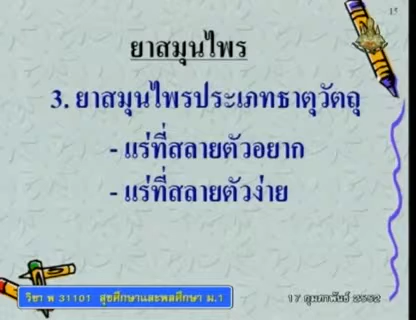 15
ยาสมุนไพร
3. ยาสมุนไพรประเภทธาตุวัตถุ
- แร่ที่สลายตัวอยาก
- แร่ที่สลายตัวง่าย
วิชา พ 31101 สุขศึกษาและพลศึกษา ม.1
17 กุมภาพันธ์ 2552